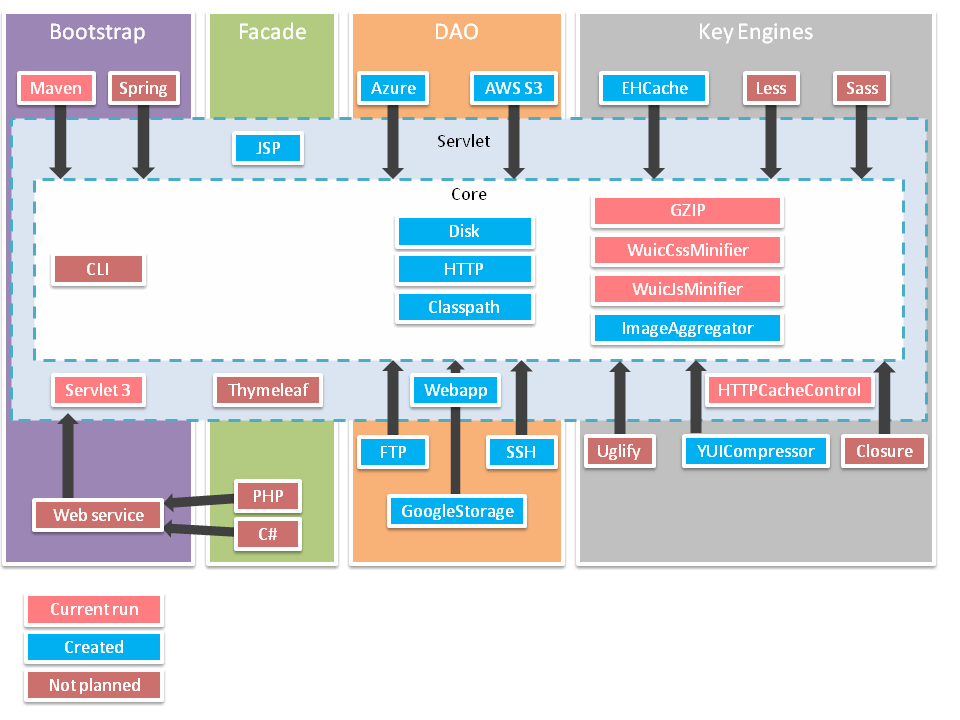 Bootstrap
Facade
DAO
Key Engines
Maven
Spring
Azure
AWS S3
EHCache
Less
Sass
Servlet
JSP
Core
Disk
HTTP
Classpath
GZIP
WuicCssMinifier
WuicJsMinifier
ImageAggregator
CLI
Servlet 3
Thymeleaf
Webapp
HTTPCacheControl
FTP
SSH
Uglify
YUICompressor
Closure
Web service
PHP
C#
GoogleStorage
Current run
Created
Not planned